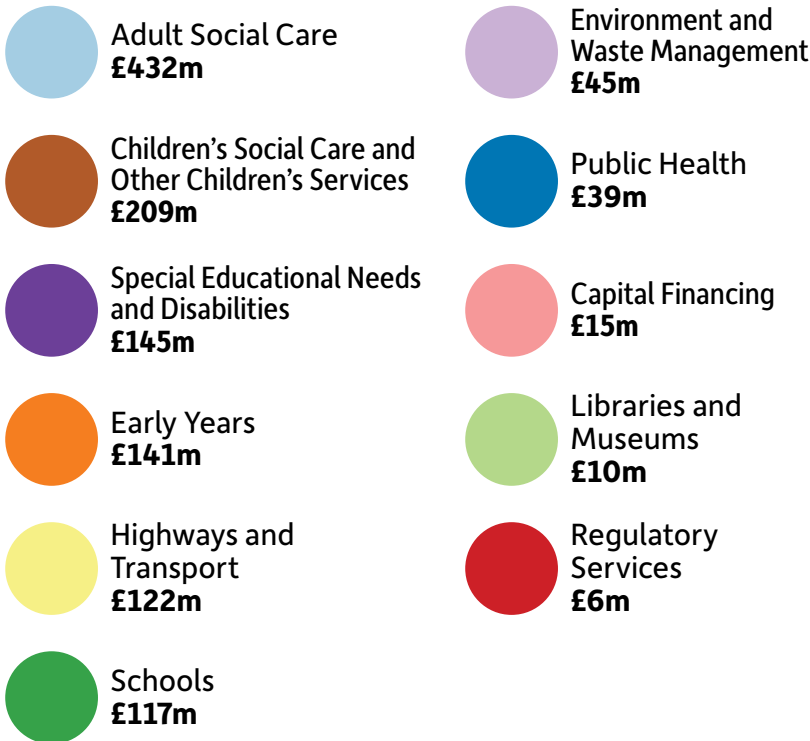 Adult Social Care
£432m
Children’s Social Care and
Other Children’s Services
£209m
Special Educational Needs
and Disabilities
£145m
Early Years
£141m
Highways and
Transport
£122m
Schools
£117m
Environment and
Waste Management
£45m
Public Health
£39m
Capital Financing
£15m
Libraries and
Museums
£10m
Regulatory
Services
£6m